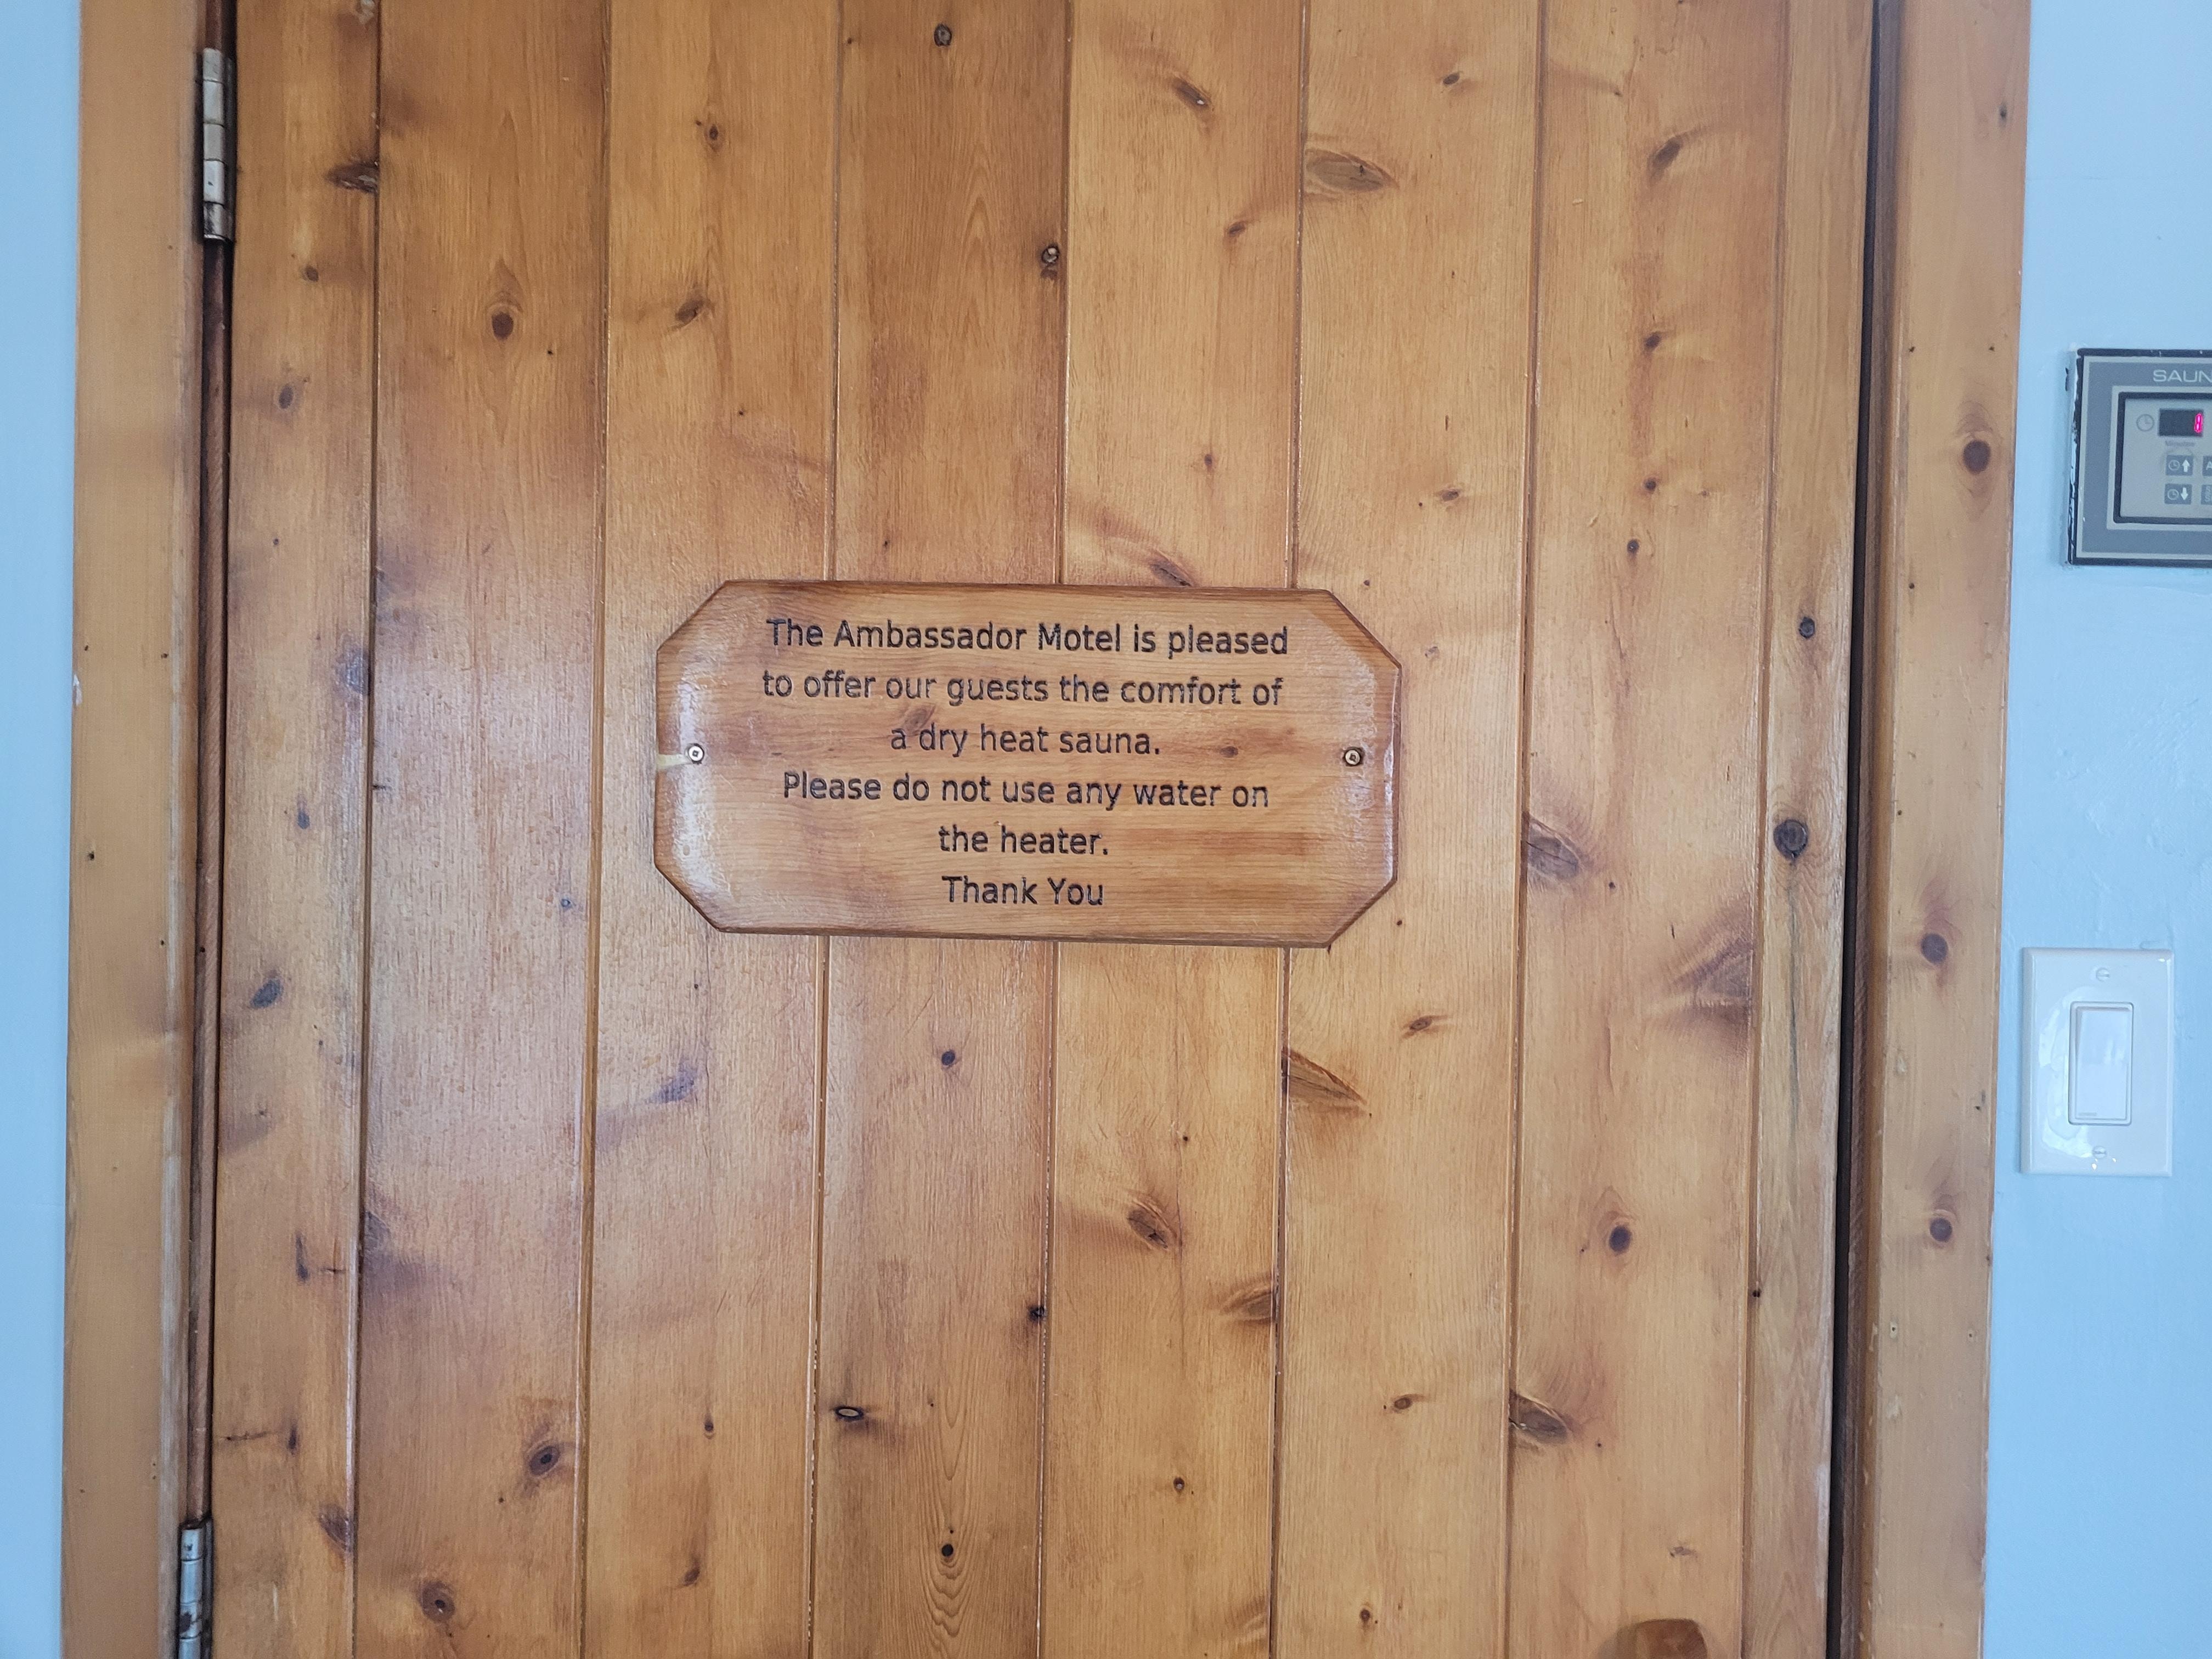 The Ambassador Motel is pleased
to offer our guests the comfort of
a dry heat sauna.
Please do not use any water on
the heater.
Thank You